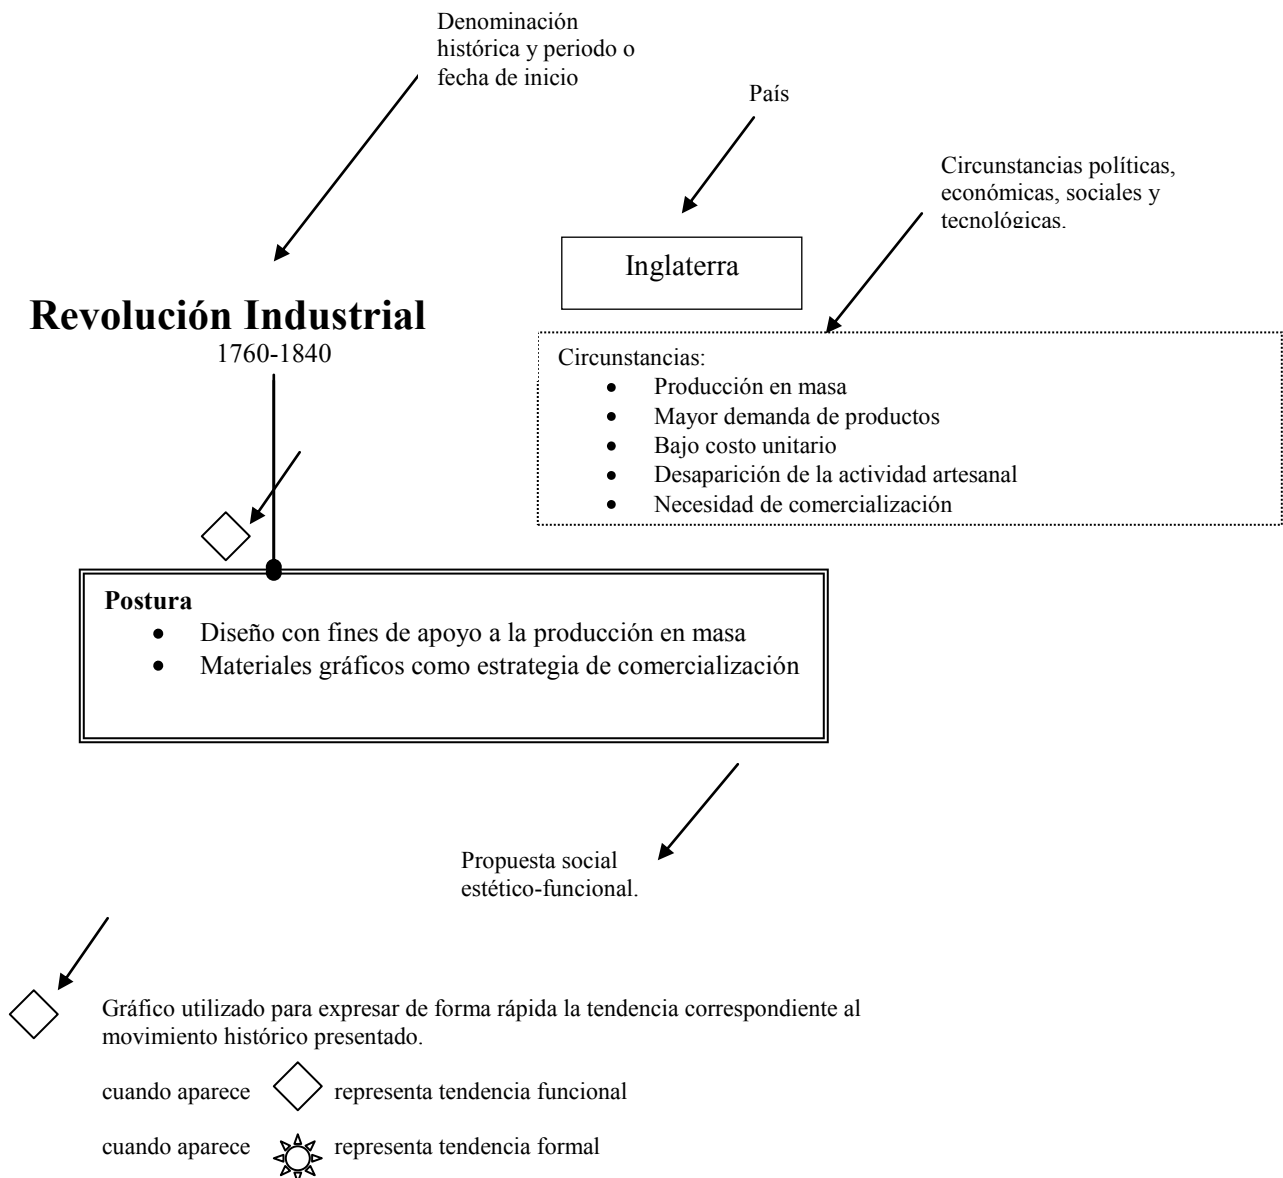 Denominación
histórica y periodo o
fecha de inicio
País
Circunstancias políticas,
económicas, sociales y
tecnológicas.
Inglaterra
Revolución Industrial
1760-1840
Circunstancias:
• Producción en masa
• Mayor demanda de productos
• Bajo costo unitario
• Desaparición de la actividad artesanal
• Necesidad de comercialización
Postura
• Diseño con fines de apoyo a la producción en masa
• Materiales gráficos como estrategia de comercialización
Propuesta social
estético-funcional.
Gráfico utilizado para expresar de forma rápida la tendencia correspondiente al
movimiento histórico presentado.
cuando aparece representa tendencia funcional
cuando aparece representa tendencia formal